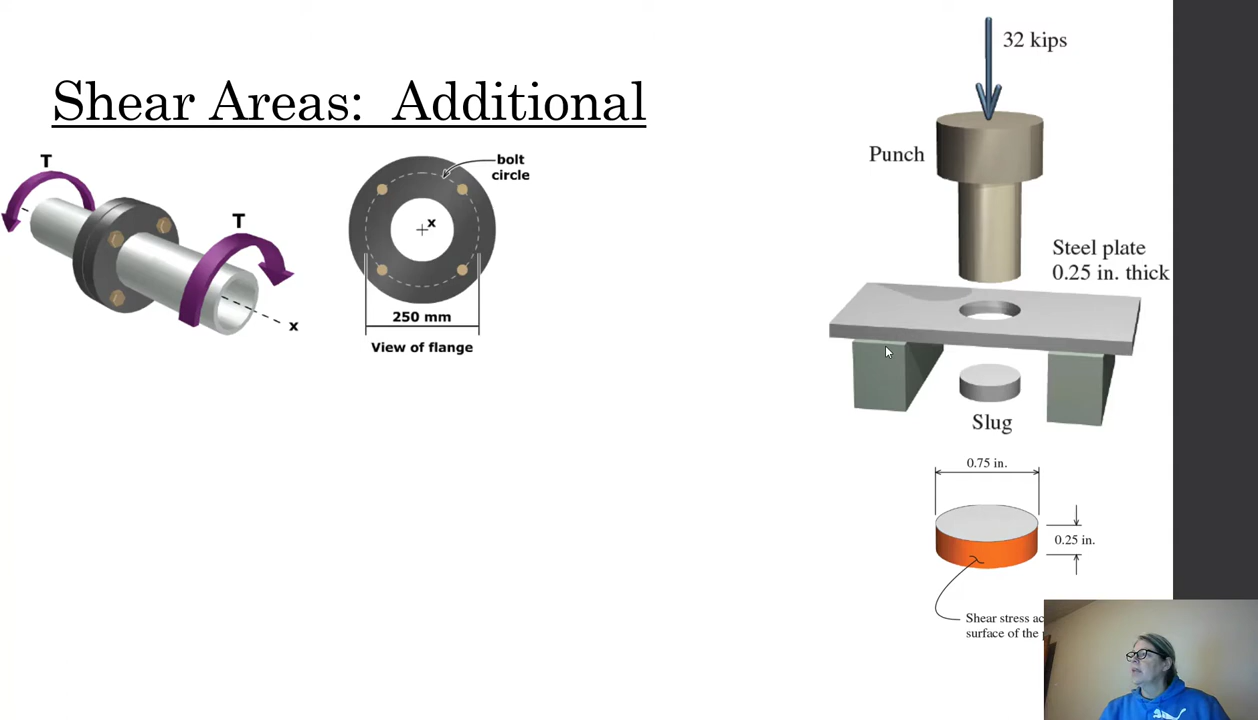 Shear Areas: Additional
T
T
x
bolt
circle
x
250 mm
View of flange
32 kips
Punch
Steel plate
0.25 in. thick
Slug
0.75 in.
0.25 in.
Shear stress
surface of the